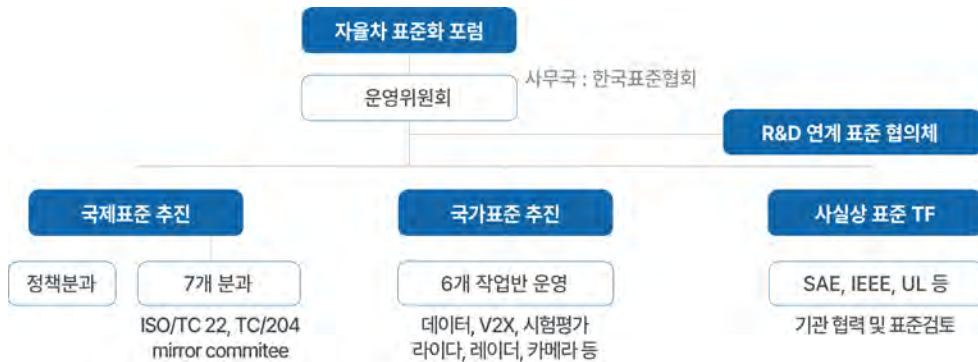 자율차 표준화 포럼
사무국 : 한국표준협회
운영위원회
R&D 연계 표준 협의체
국제표준 추진
국가표준 추진
사실상 표준 TF
정책분과
7개 분과
6개 작업반 운영
SAE, IEEE, UL 등
ISO/TC 22, TC/204
mirror commitee
데이터, V2X, 시험평가
라이다, 레이더, 카메라 등
기관 협력 및 표준검토